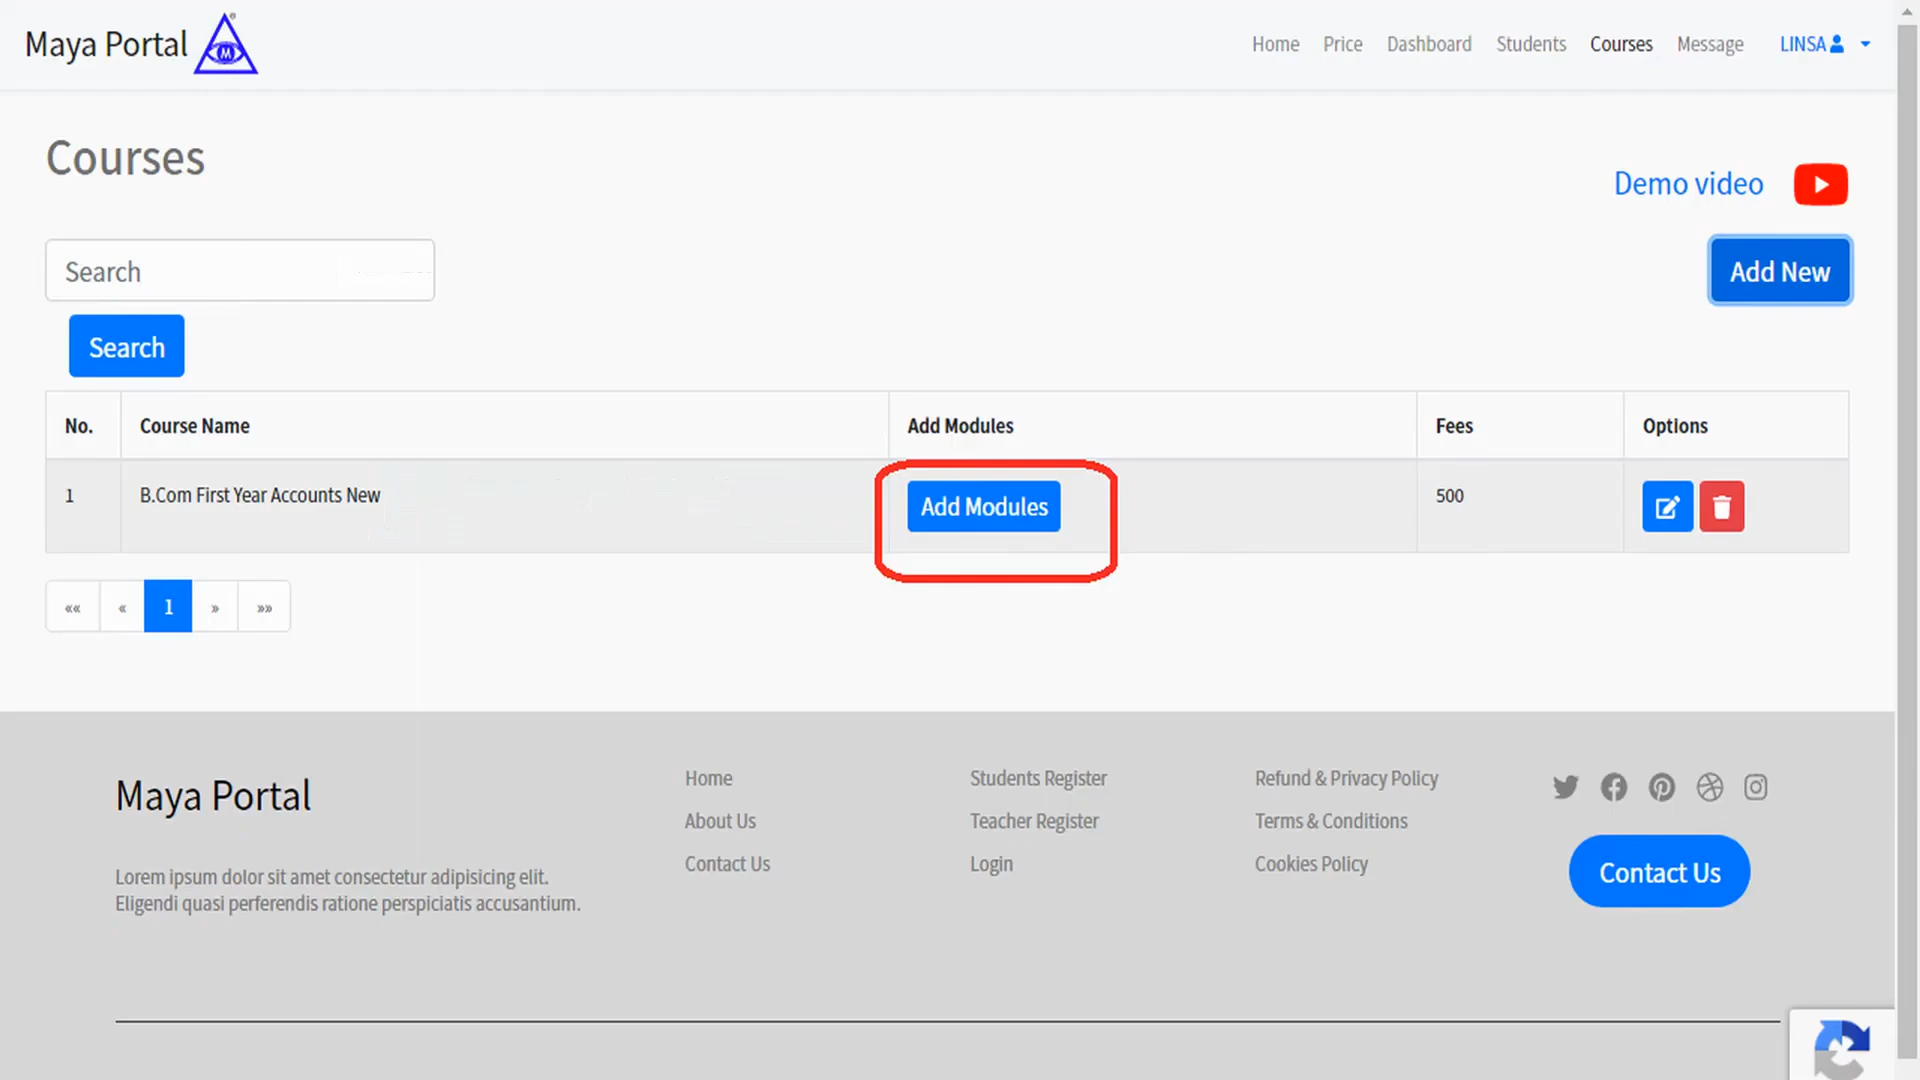 Maya Portal M ®
Home Price Dashboard Students Courses Message LINSA
Courses
Demo video
Search
Add New
Search
No. Course Name Add Modules Fees Options
1 B.Com First Year Accounts New Add Modules 500
«« « 1 » »»
Maya Portal
Lorem ipsum dolor sit amet consectetur adipisicing elit.
Eligendi quasi perferendis ratione perspiciatis accusantium.
Home
About Us
Contact Us
Students Register
Teacher Register
Login
Refund & Privacy Policy
Terms & Conditions
Cookies Policy
Contact Us